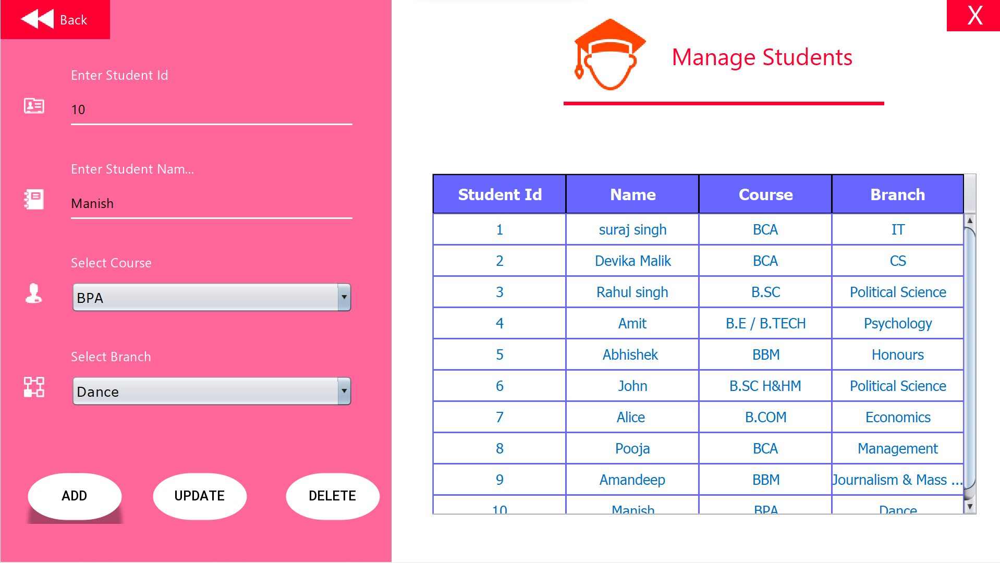 Back
X
Manage Students
Enter Student Id
10
Enter Student Nam...
Manish
Select Course
BPA
Select Branch
Dance
ADD UPDATE DELETE
Student Id Name Course Branch
1 suraj singh BCA IT
2 Devika Malik BCA CS
3 Rahul singh B.SC Political Science
4 Amit B.E / B.TECH Psychology
5 Abhishek BBM Honours
6 John B.SC H&HM Political Science
7 Alice B.COM Economics
8 Pooja BCA Management
9 Amandeep BBM Journalism & Mass ...
10 Manish BPA Dance